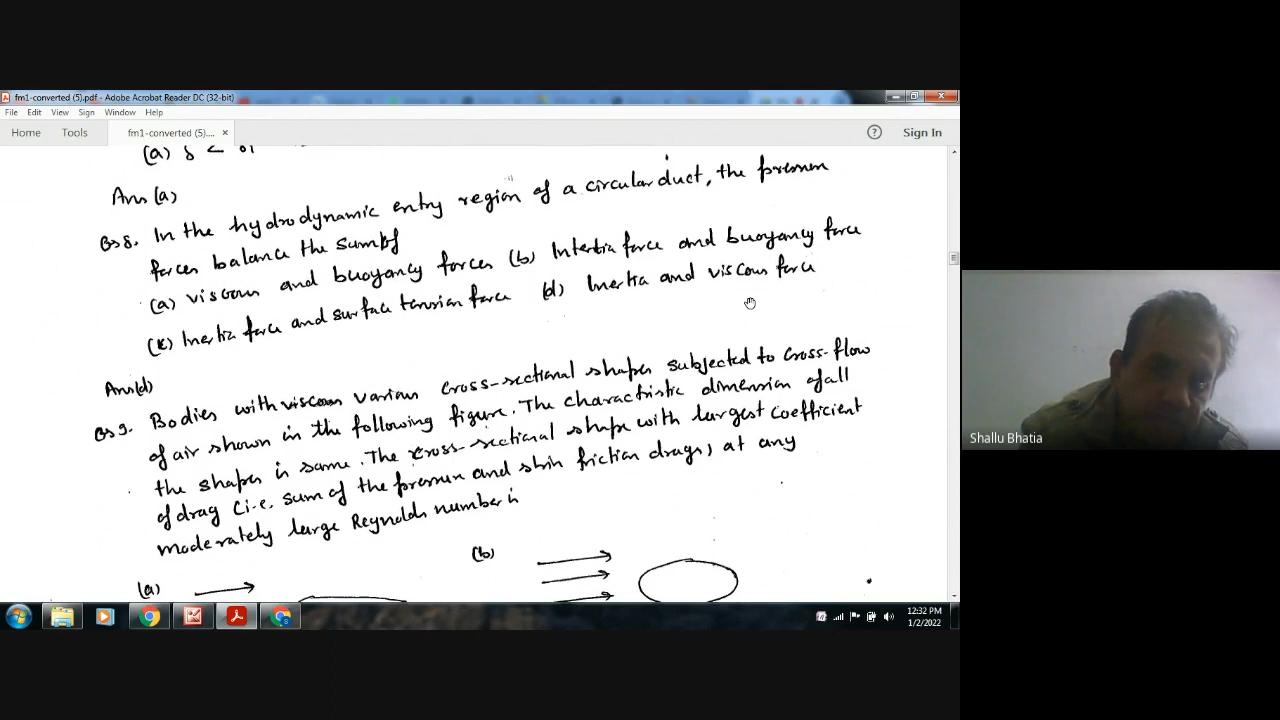 fm1-converted (5).pdf - Adobe Acrobat Reader DC (32-bit)
File Edit View Sign Window Help
Home Tools fm1-converted (5).... x Sign In
(a) δ <
Ans (a)
Qs 8. In the hydrodynamic entry region of a circular duct, the pressure
forces balance the sum of
(a) viscous and buoyancy forces (b) Intertia force and buoyancy force
(c) Inertia force and surface tension force (d) Inertia and viscous force
Ans (d)
Qs 9. Bodies with various cross-sectional shapes subjected to cross-flow
of air shown in the following figure. The charactristic dimension of all
the shapes is same. The cross-sectional shape with largest coefficient
of drag (i.e. sum of the pressure and skin friction drags, at any
moderately large Reynolds number is
(a) (b)
12:32 PM
1/2/2022
Shallu Bhatia